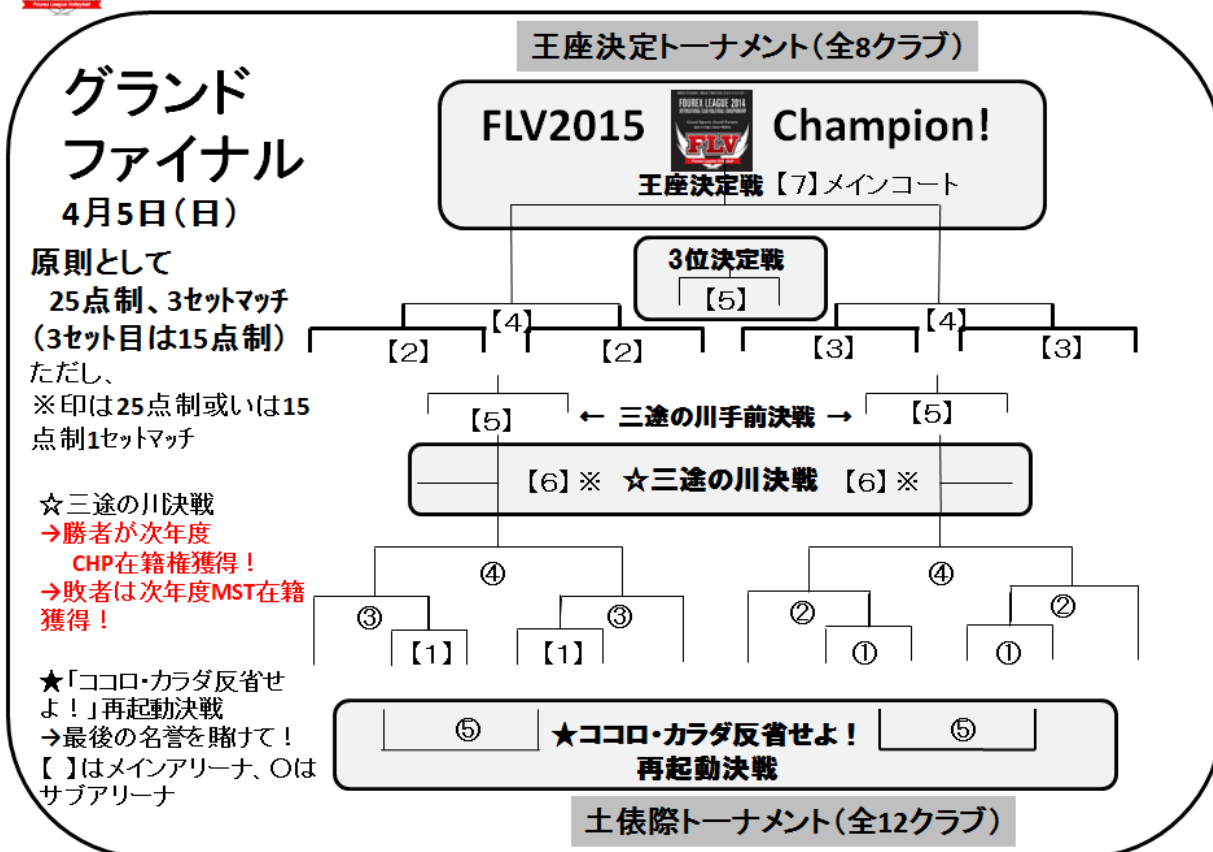 Fourex League Volleyball
王座決定トーナメント(全8クラブ)
グランド
ファイナル
4月5日(日)
原則として
25点制、3セットマッチ
(3セット目は15点制)
ただし、
※印は25点制或いは15
点制1セットマッチ
☆三途の川決戦
→勝者が次年度
CHP在籍権獲得!
→敗者は次年度MST在籍
獲得!
★「ココロ・カラダ反省せ
よ!」再起動決戦
→最後の名誉を賭けて!
【 】はメインアリーナ、〇は
サブアリーナ
FLV2015
FOUREX LEAGUE 2014
FLV
Champion!
王座決定戦【7】メインコート
3位決定戦
【5】
【4】
【4】
【2】
【2】
【3】
【3】
【5】
← 三途の川手前決戦 →
【5】
【6】※ ☆三途の川決戦 【6】※
④
④
③
③
②
②
【1】
【1】
①
①
⑤
★ココロ・カラダ反省せよ!
再起動決戦
⑤
土俵際トーナメント(全12クラブ)